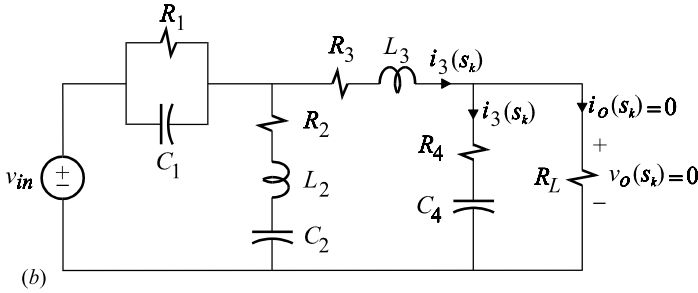 R1
R3
L3
i3(sk)
C1
R2
L2
C2
i3(sk)
R4
C4
iO(sk)=0
+
RL
vO(sk)=0
−
vin
+
−
(b)